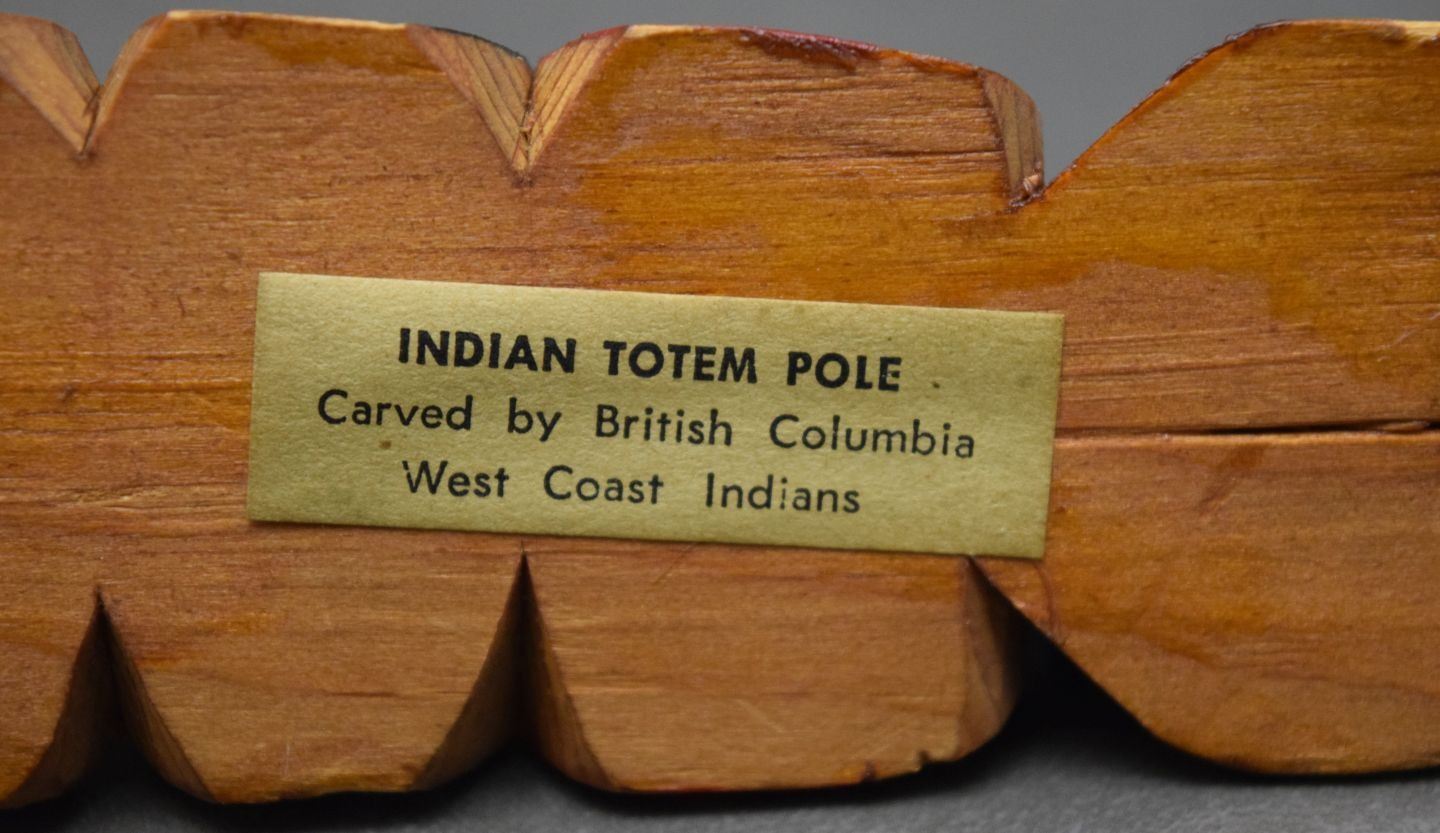 INDIAN TOTEM POLE
Carved by British Columbia
West Coast Indians